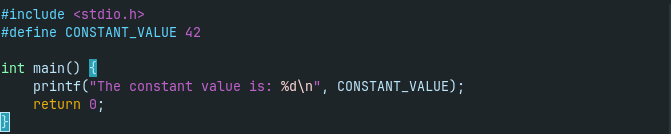 #include <stdio.h>
#define CONSTANT_VALUE 42

int main() {
    printf("The constant value is: %d\n", CONSTANT_VALUE);
    return 0;
}